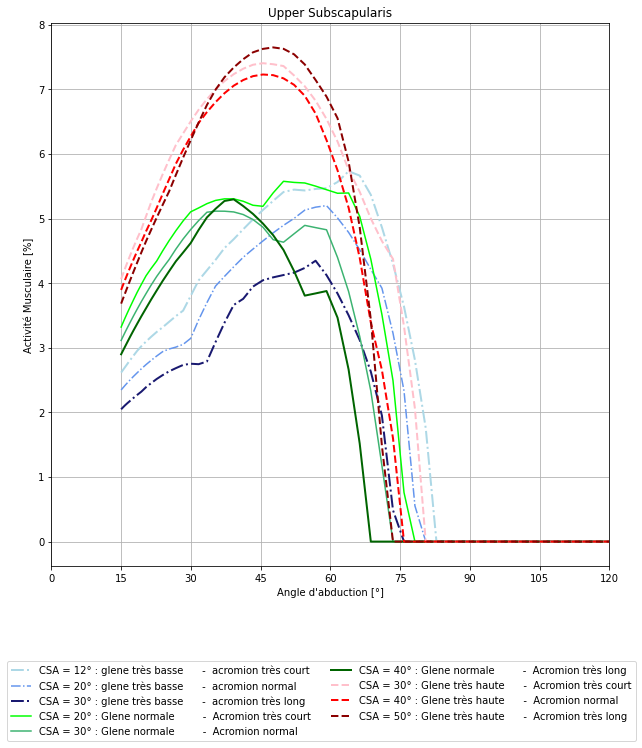 Upper Subscapularis
8
7
6
5
4
3
2
1
0
Activité Musculaire [%]
0 15 30 45 60 75 90 105 120
Angle d'abduction [°]
CSA = 12° : glene très basse - acromion très court
CSA = 20° : glene très basse - acromion normal
CSA = 30° : glene très basse - acromion très long
CSA = 20° : Glene normale - Acromion très court
CSA = 30° : Glene normale - Acromion normal
CSA = 40° : Glene normale - Acromion très long
CSA = 30° : Glene très haute - Acromion très court
CSA = 40° : Glene très haute - Acromion normal
CSA = 50° : Glene très haute - Acromion très long